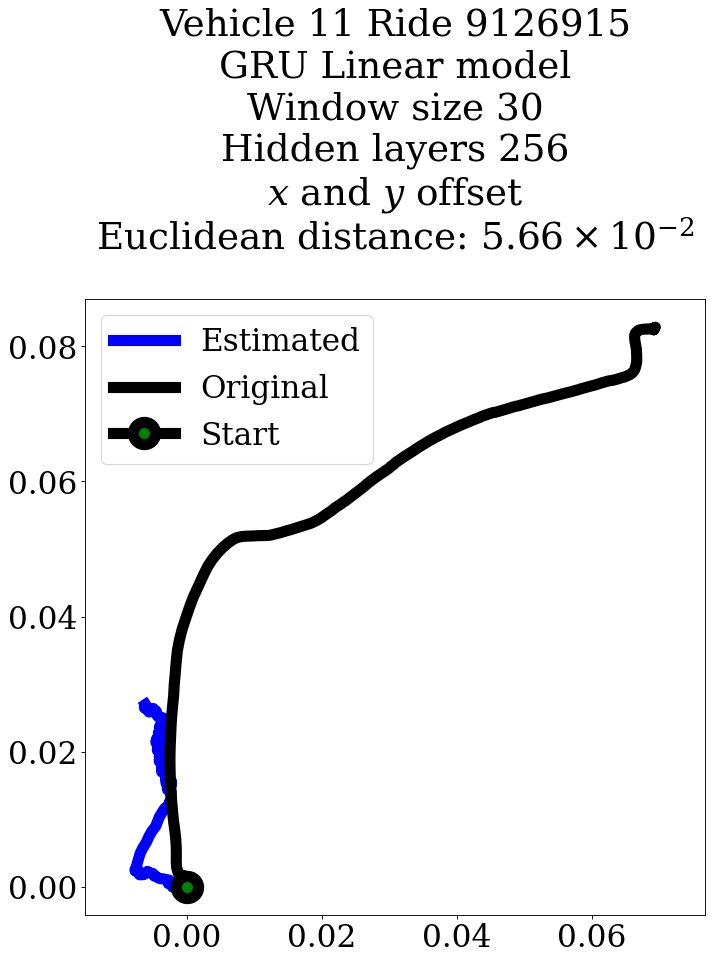 Vehicle 11 Ride 9126915
GRU Linear model
Window size 30
Hidden layers 256
x and y offset
Euclidean distance: 5.66 × 10⁻²
Estimated
Original
Start
0.08
0.06
0.04
0.02
0.00
0.00 0.02 0.04 0.06